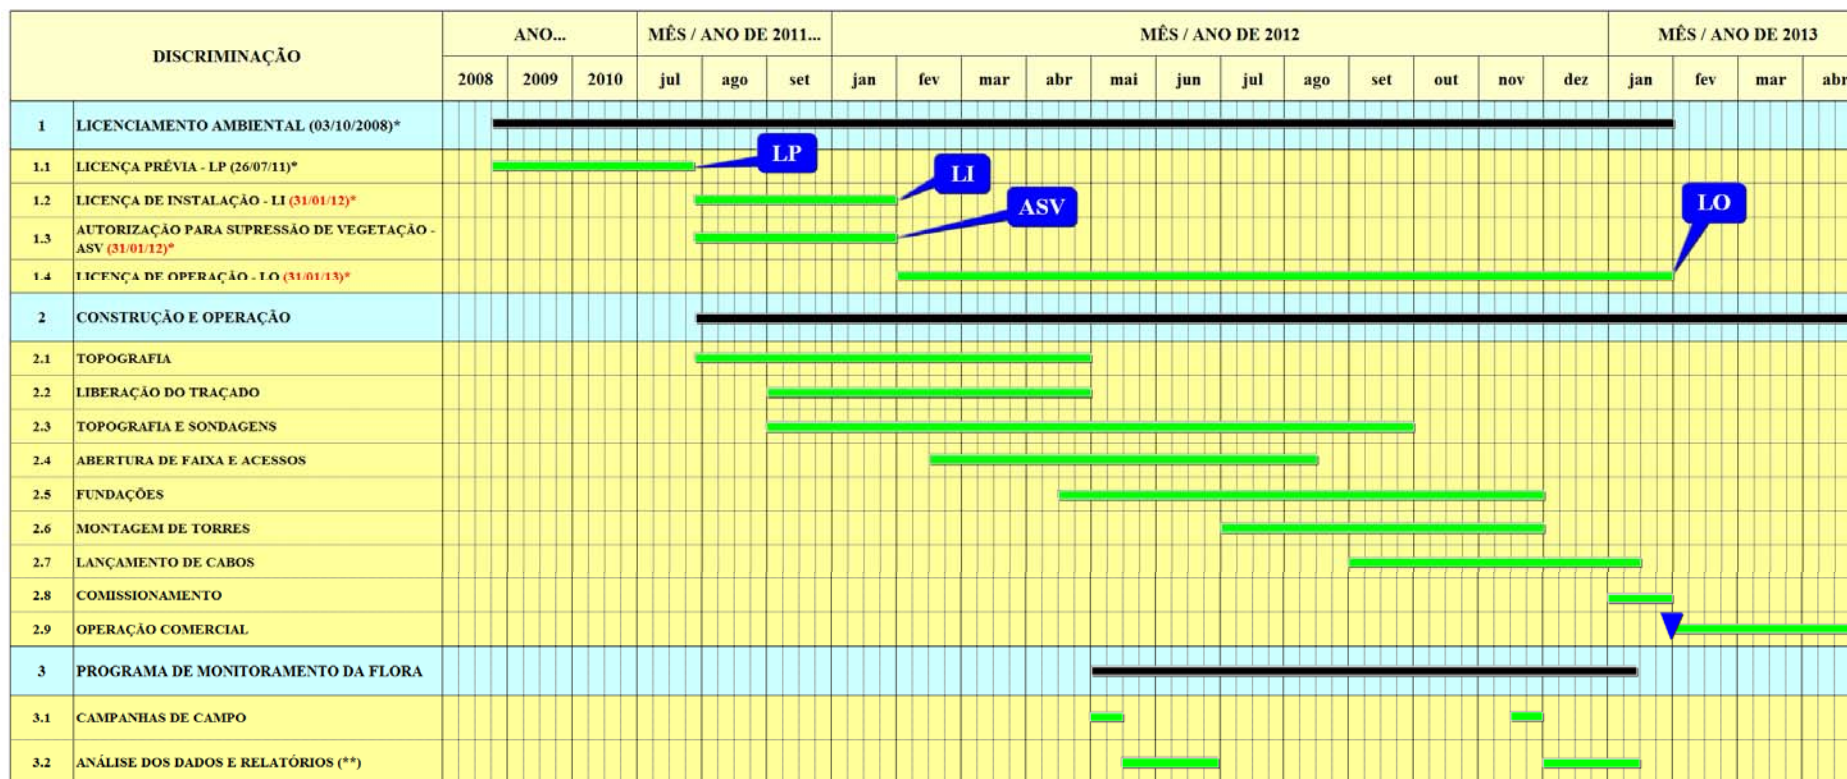 DISCRIMINAÇÃO
ANO...
MÊS / ANO DE 2011...
MÊS / ANO DE 2012
MÊS / ANO DE 2013
2008 2009 2010 jul ago set jan fev mar abr mai jun jul ago set out nov dez jan fev mar abr
1 LICENCIAMENTO AMBIENTAL (03/10/2008)*
1.1 LICENÇA PRÉVIA - LP (26/07/11)*
LP
1.2 LICENÇA DE INSTALAÇÃO - LI (31/01/12)*
LI
1.3 AUTORIZAÇÃO PARA SUPRESSÃO DE VEGETAÇÃO -
ASV (31/01/12)*
ASV
1.4 LICENÇA DE OPERAÇÃO - LO (31/01/13)*
LO
2 CONSTRUÇÃO E OPERAÇÃO
2.1 TOPOGRAFIA
2.2 LIBERAÇÃO DO TRAÇADO
2.3 TOPOGRAFIA E SONDAGENS
2.4 ABERTURA DE FAIXA E ACESSOS
2.5 FUNDAÇÕES
2.6 MONTAGEM DE TORRES
2.7 LANÇAMENTO DE CABOS
2.8 COMISSIONAMENTO
2.9 OPERAÇÃO COMERCIAL
3 PROGRAMA DE MONITORAMENTO DA FLORA
3.1 CAMPANHAS DE CAMPO
3.2 ANÁLISE DOS DADOS E RELATÓRIOS (**)